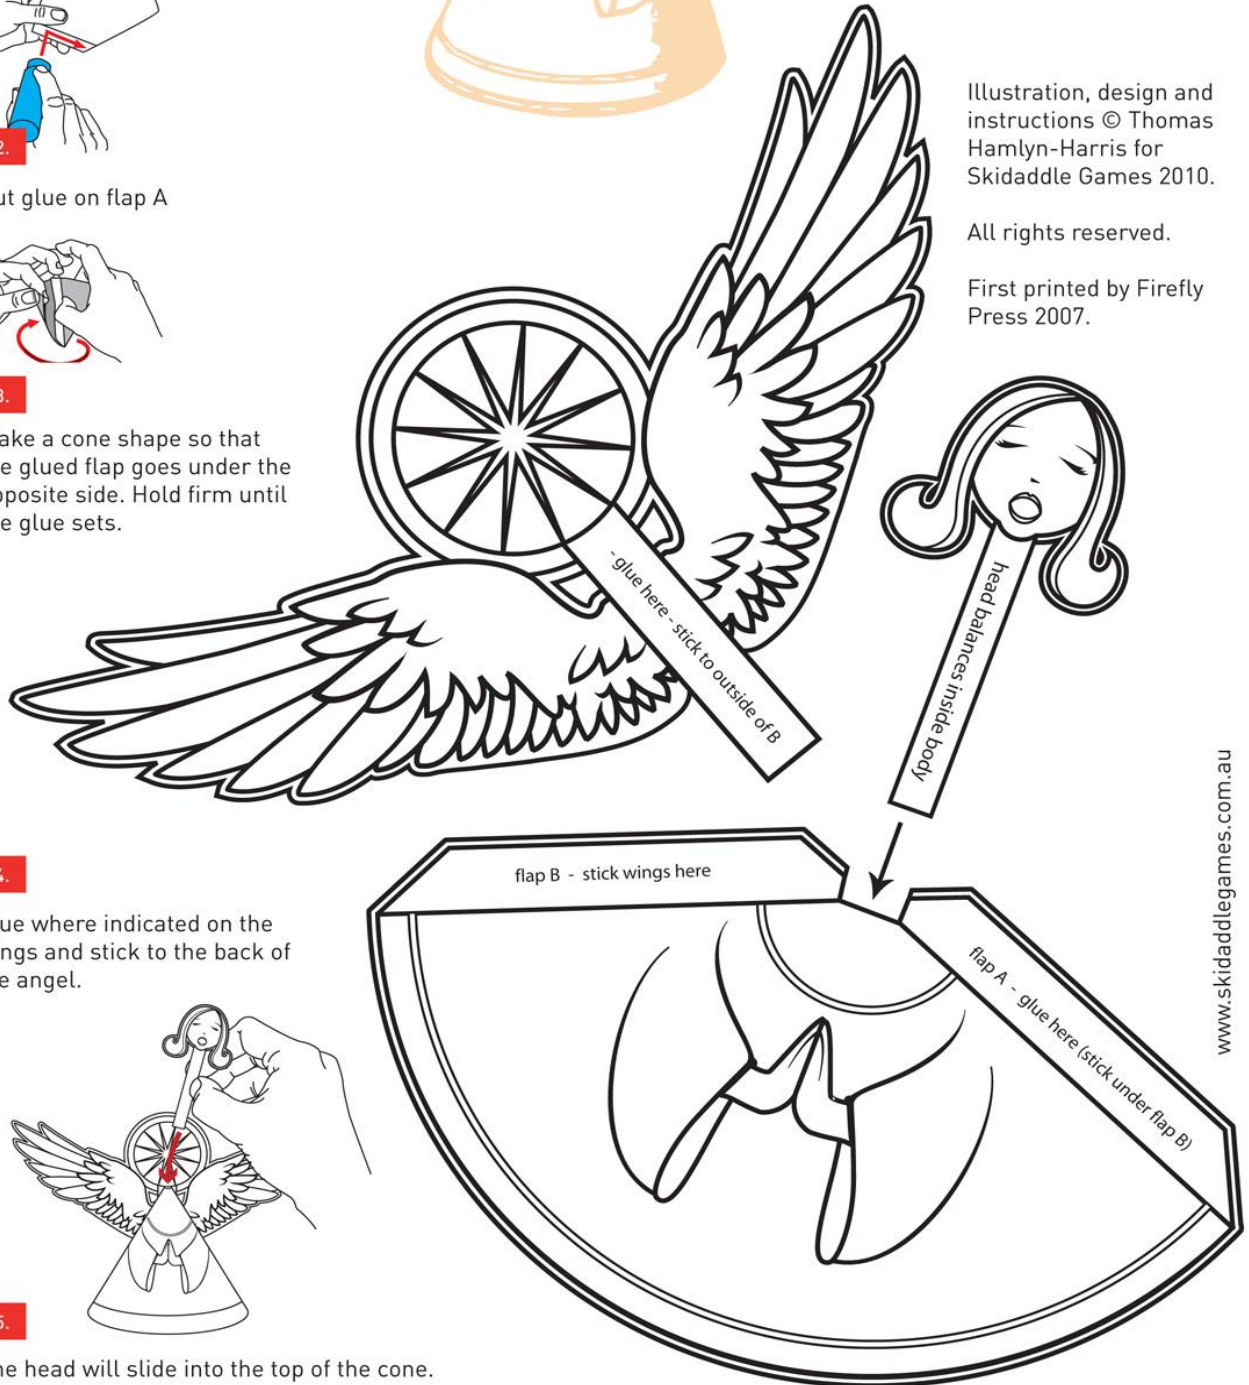 2.
ut glue on flap A
3.
ake a cone shape so that
e glued flap goes under the
pposite side. Hold firm until
e glue sets.
4.
ue where indicated on the
ngs and stick to the back of
e angel.
5.
he head will slide into the top of the cone.
Illustration, design and
instructions © Thomas
Hamlyn-Harris for
Skidaddle Games 2010.
All rights reserved.
First printed by Firefly
Press 2007.
- glue here - stick to outside of B
head balances inside body
flap B - stick wings here
flap A - glue here (stick under flap B)
www.skidaddlegames.com.au